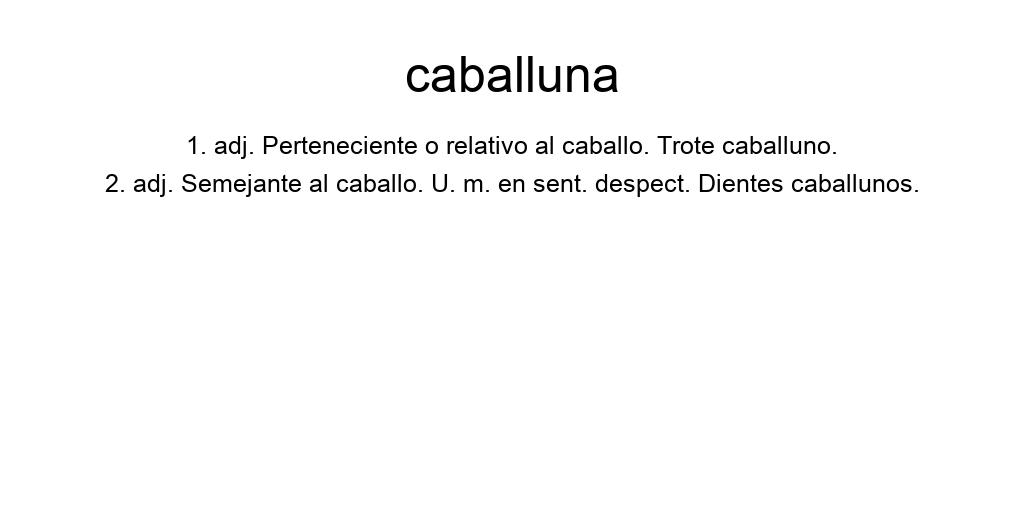 caballuna
1. adj. Perteneciente o relativo al caballo. Trote caballuno.
2. adj. Semejante al caballo. U. m. en sent. despect. Dientes caballunos.